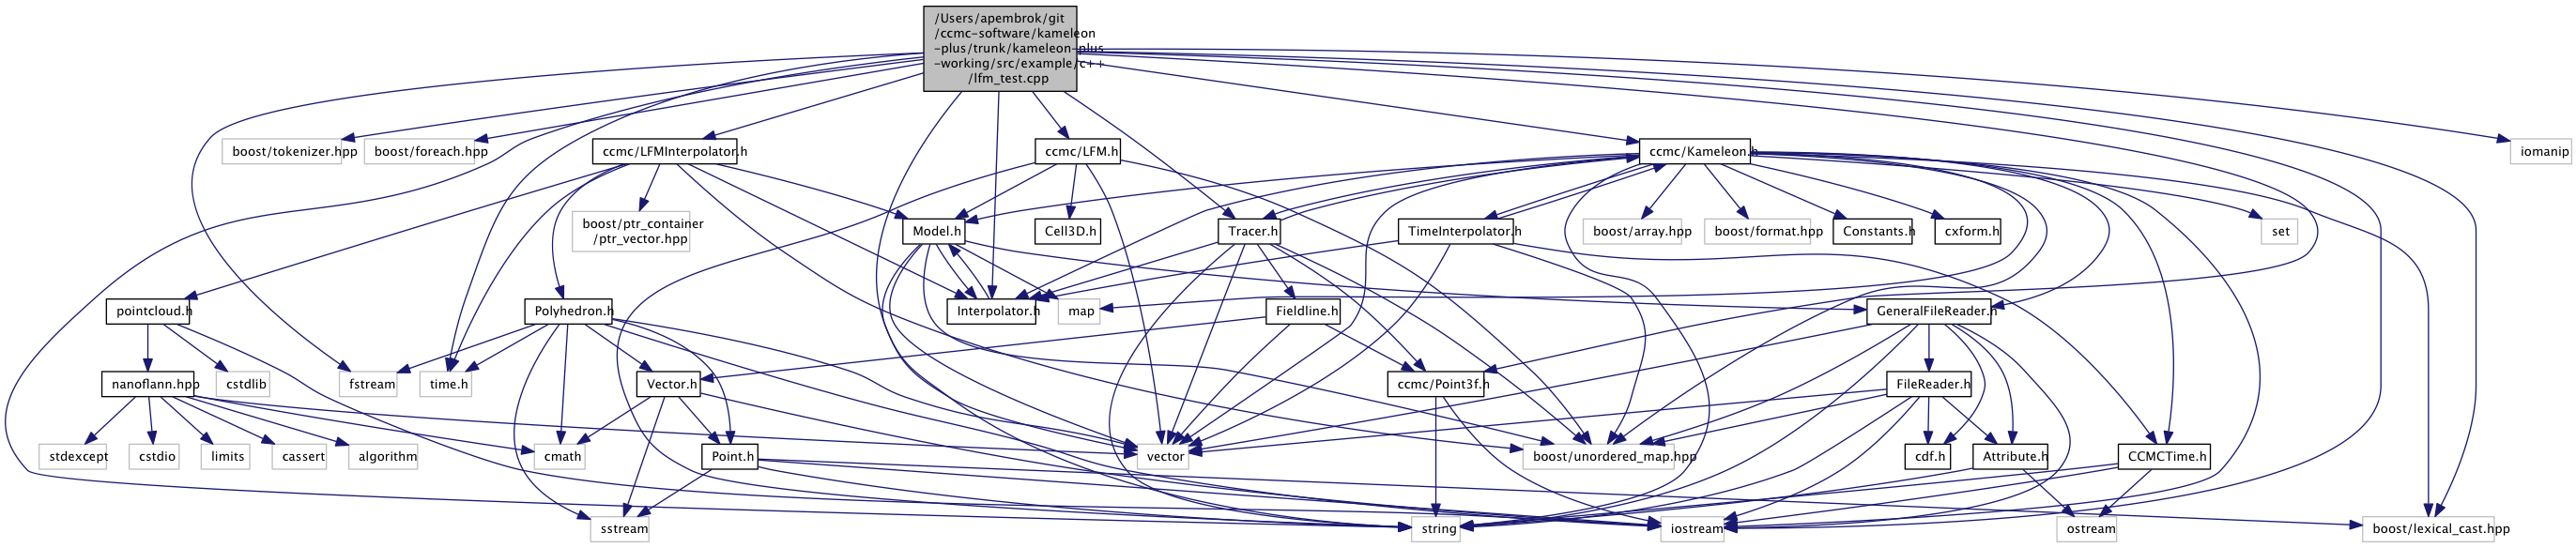 /Users/apembrok/git
/ccmc-software/kameleon
-plus/trunk/kameleon-plus
-working/src/example/c++
/lfm_test.cpp
boost/tokenizer.hpp
boost/foreach.hpp
ccmc/LFMInterpolator.h
ccmc/LFM.h
ccmc/Kameleon.h
iomanip
boost/ptr_container
/ptr_vector.hpp
Model.h
Cell3D.h
Tracer.h
TimeInterpolator.h
boost/array.hpp
boost/format.hpp
Constants.h
cxform.h
set
pointcloud.h
Polyhedron.h
Interpolator.h
map
Fieldline.h
GeneralFileReader.h
nanoflann.hpp
cstdlib
fstream
time.h
Vector.h
ccmc/Point3f.h
FileReader.h
stdexcept
cstdio
limits
cassert
algorithm
cmath
Point.h
vector
boost/unordered_map.hpp
cdf.h
Attribute.h
CCMCTime.h
sstream
string
iostream
ostream
boost/lexical_cast.hpp